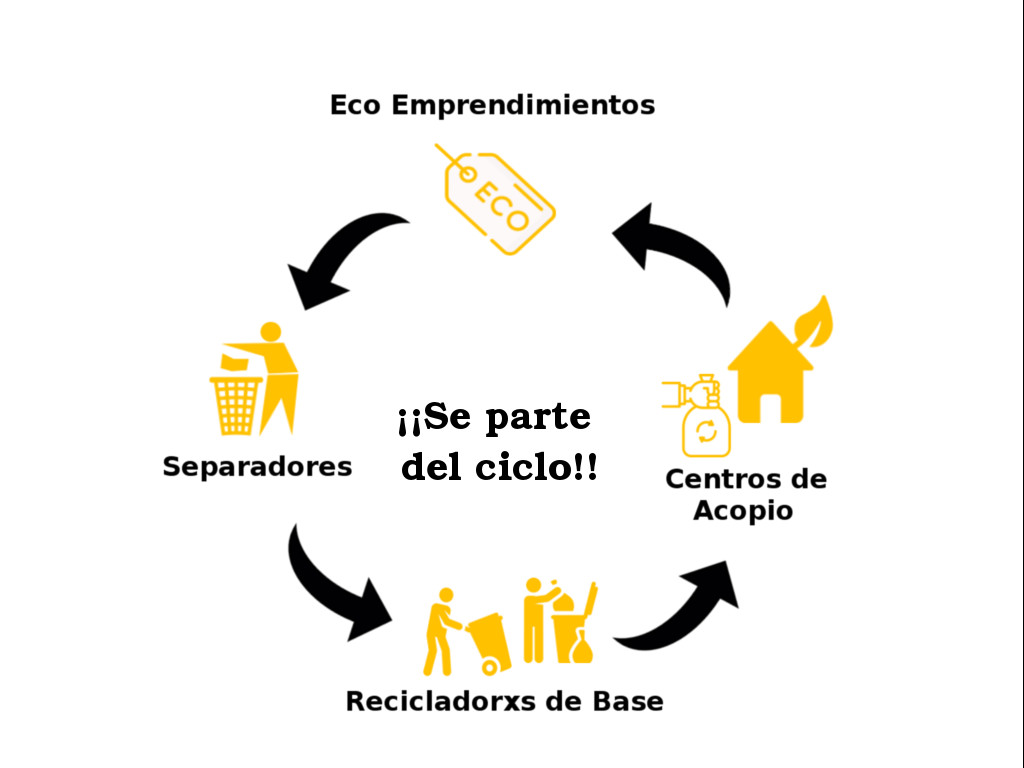 Eco Emprendimientos
ECO
¡¡Se parte
del ciclo!!
Separadores
Centros de
Acopio
Recicladorxs de Base